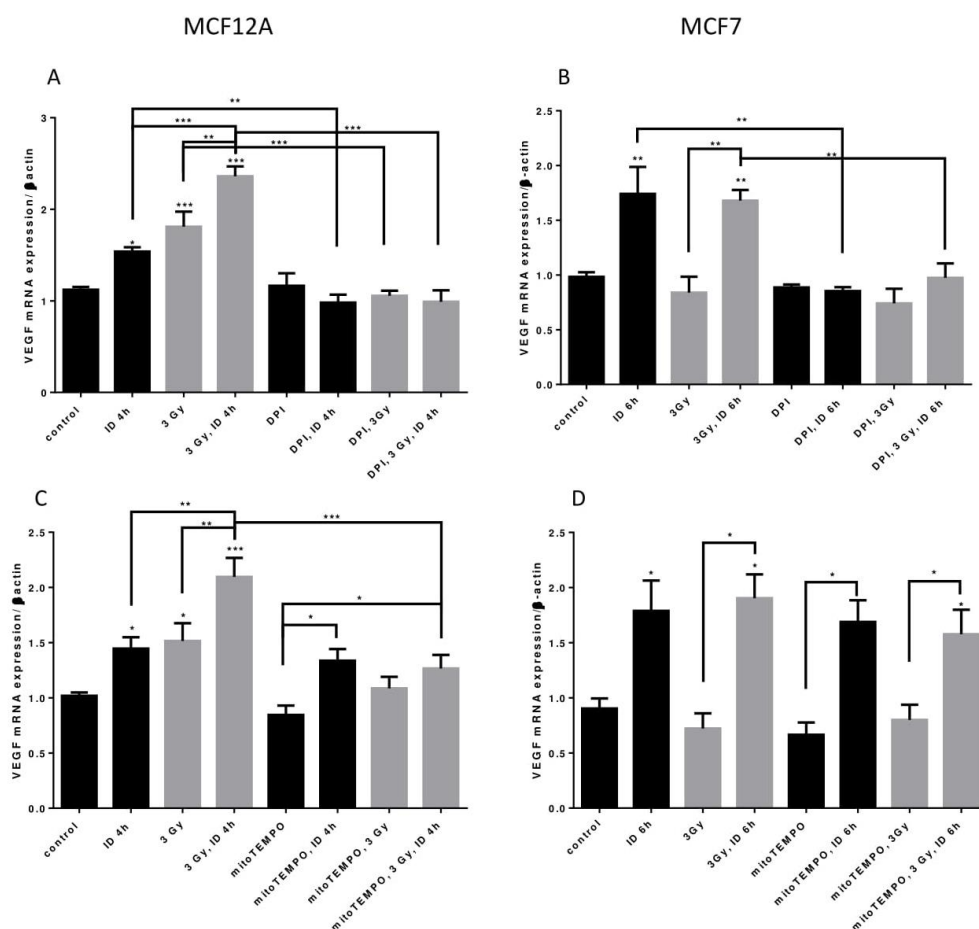 MCF12A
MCF7
A
VEGF mRNA expression/ β actin
3
2
1
0
**
***
***
**
***
***
***
*
control
ID 4h
3 Gy
3 Gy, ID 4h
DPI
DPI, ID 4h
DPI, 3Gy
DPI, 3 Gy, ID 4h
B
VEGF mRNA expression/β-actin
2.5
2.0
1.5
1.0
0.5
0.0
**
**
**
**
**
control
ID 6h
3Gy
3Gy, ID 6h
DPI
DPI, ID 6h
DPI, 3Gy
DPI, 3 Gy, ID 6h
C
VEGF mRNA expression/ β actin
2.5
2.0
1.5
1.0
0.5
0.0
**
***
**
***
*
*
*
*
control
ID 4h
3 Gy
3 Gy, ID 4h
mitoTEMPO
mitoTEMPO, ID 4h
mitoTEMPO, 3 Gy
mitoTEMPO, 3 Gy, ID 4h
D
VEGF mRNA expression/β-actin
2.5
2.0
1.5
1.0
0.5
0.0
*
*
*
*
*
*
control
ID 6h
3Gy
3Gy, ID 6h
mitoTEMPO
mitoTEMPO, ID 6h
mitoTEMPO, 3Gy
mitoTEMPO, 3 Gy, ID 6h